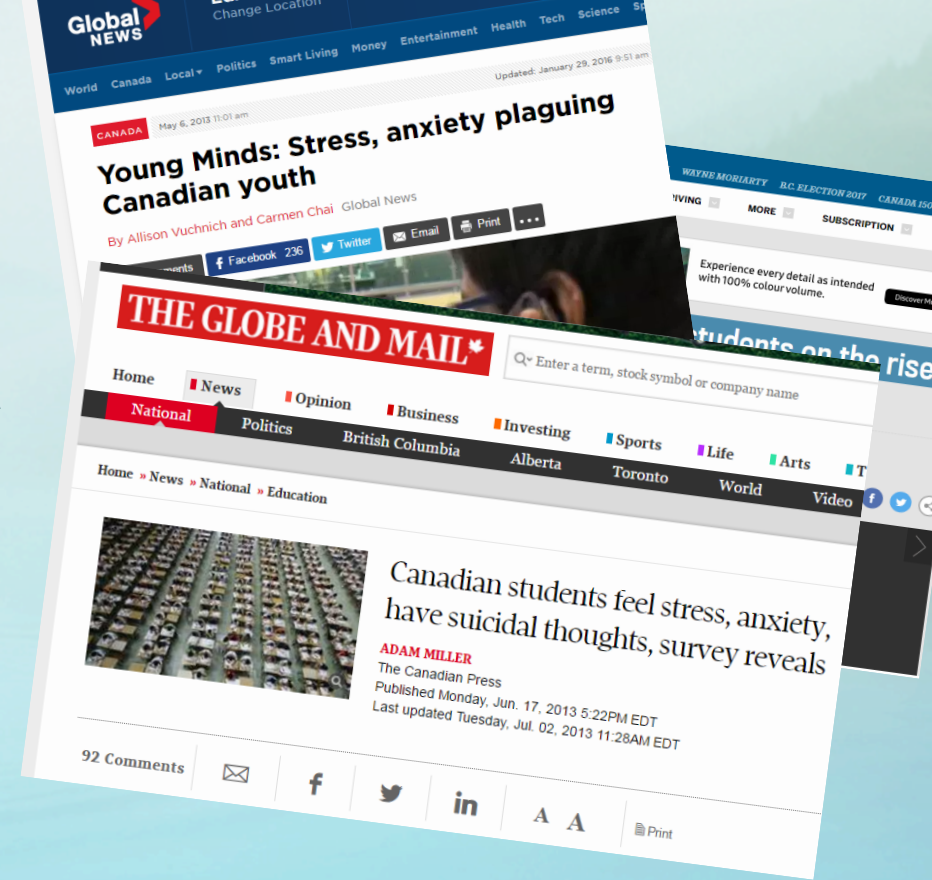 Global
NEWS
Change Location
World Canada Local Politics Smart Living Money Entertainment Health Tech Science
CANADA May 6, 2013 11:01 am
Updated: January 29, 2016 9:51 am
Young Minds: Stress, anxiety plaguing
Canadian youth
By Allison Vuchnich and Carmen Chai Global News
Facebook 236 Twitter Email Print
WAYNE MORIARTY B.C. ELECTION 2017 CANADA 150
MORE SUBSCRIPTION
Experience every detail as intended
with 100% colour volume.
Discover
students on the rise
THE GLOBE AND MAIL
Enter a term, stock symbol or company name
Home News Opinion Business Investing Sports Life Arts T
National Politics British Columbia Alberta Toronto World Video
Home » News » National » Education
Canadian students feel stress, anxiety,
have suicidal thoughts, survey reveals
ADAM MILLER
The Canadian Press
Published Monday, Jun. 17, 2013 5:22PM EDT
Last updated Tuesday, Jul. 02, 2013 11:28AM EDT
92 Comments
A A
Print